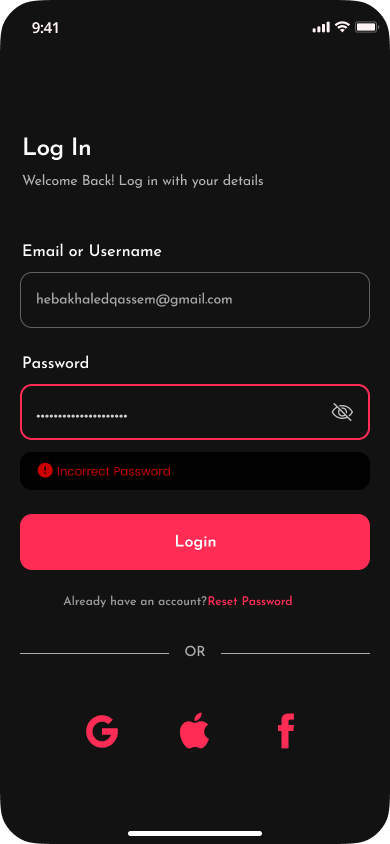 9:41
Log In
Welcome Back! Log in with your details
Email or Username
hebakhaledqassem@gmail.com
Password
Incorrect Password
Login
Already have an account?Reset Password
OR